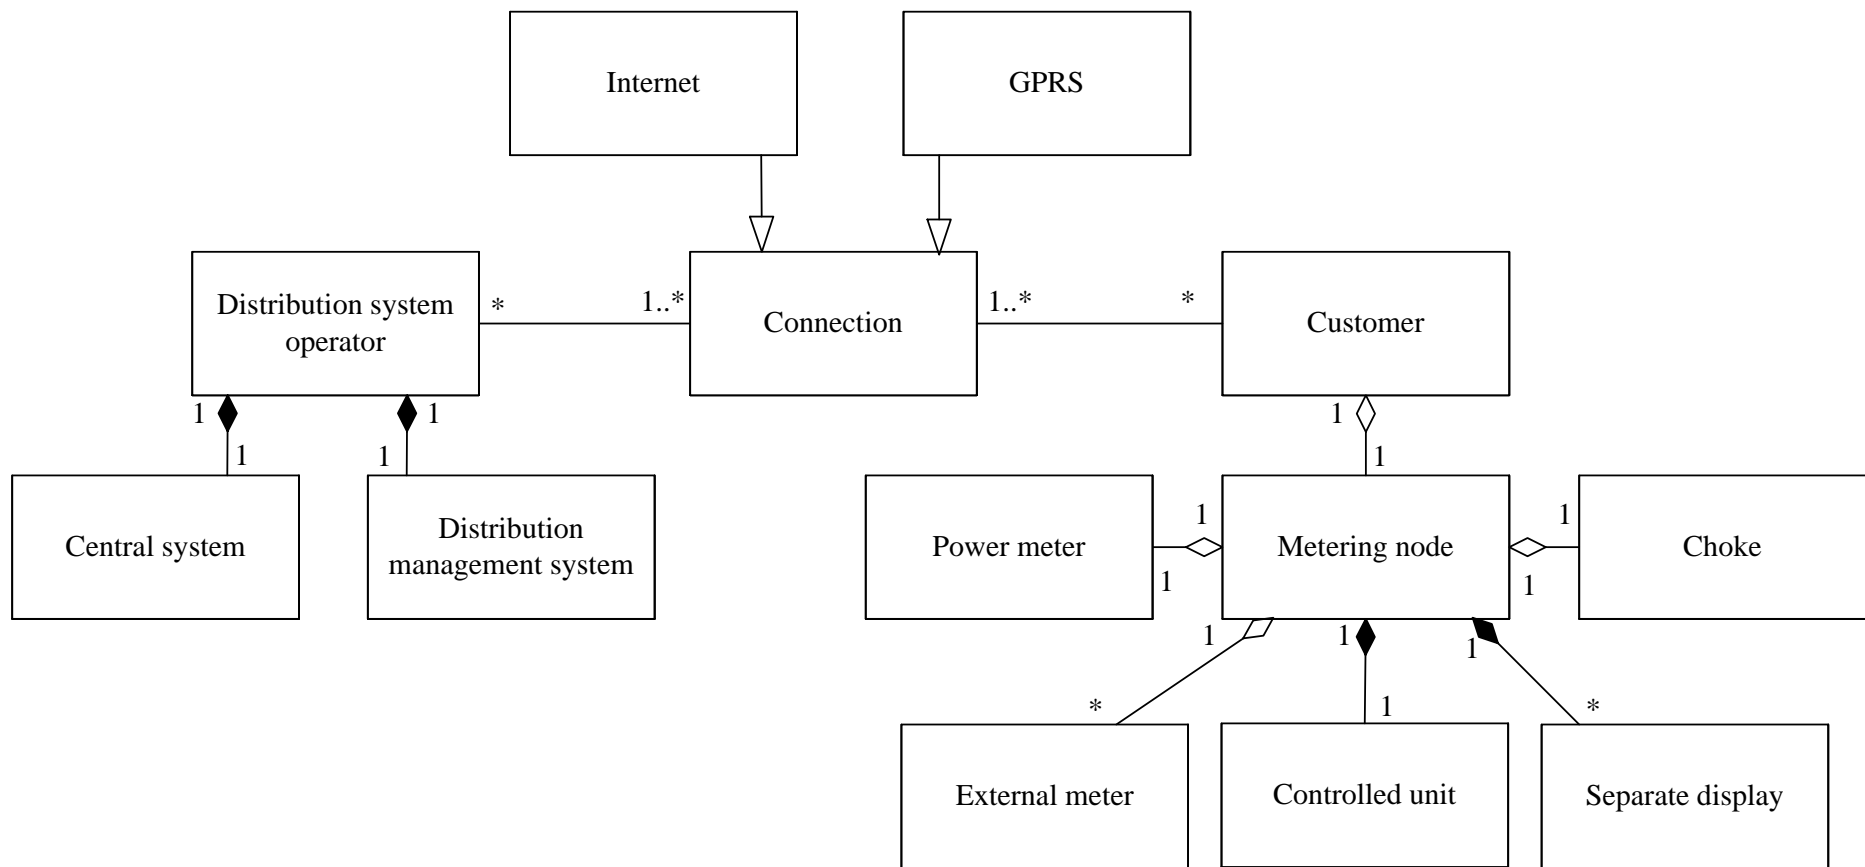 Internet
GPRS
Distribution system
operator
* 1..*
Connection
1..* *
Customer
1 1
1 1
1
1
Central system
Distribution
management system
Power meter
1
1
Metering node
1
1
Choke
1 1 1
* 1 *
External meter
Controlled unit
Separate display